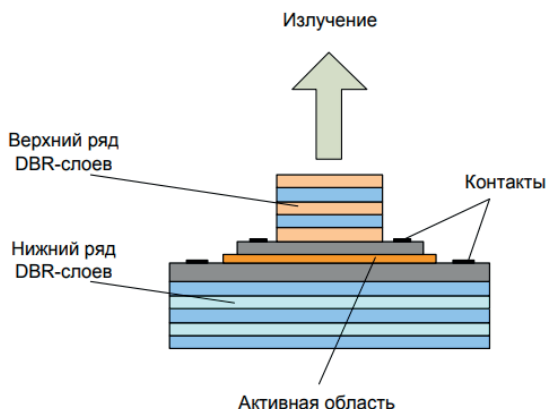 Излучение
Верхний ряд
DBR-слоев
Контакты
Нижний ряд
DBR-слоев
Активная область